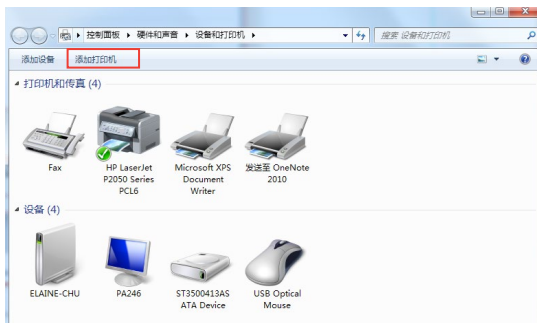 控制面板 ▸ 硬件和声音 ▸ 设备和打印机 ▸ 搜索 设备和打印机
添加设备 添加打印机
打印机和传真 (4)
Fax
HP LaserJet
P2050 Series
PCL6
Microsoft XPS
Document
Writer
发送至 OneNote
2010
设备 (4)
ELAINE-CHU
PA246
ST3500413AS
ATA Device
USB Optical
Mouse